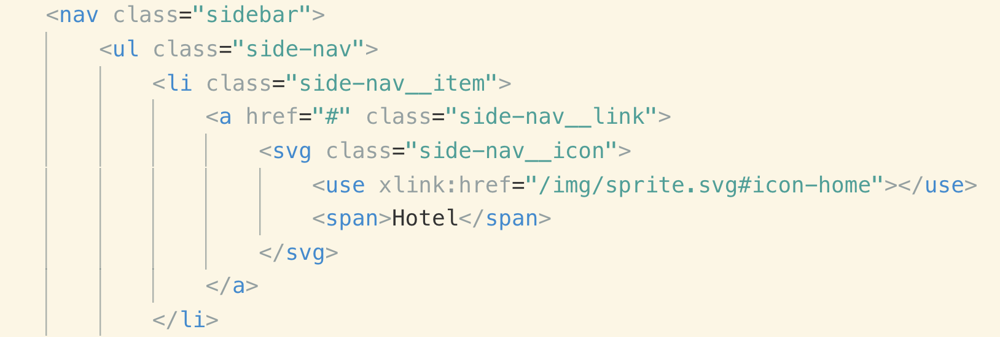 <nav class="sidebar">
<ul class="side-nav">
<li class="side-nav__item">
<a href="#" class="side-nav__link">
<svg class="side-nav__icon">
<use xlink:href="/img/sprite.svg#icon-home"></use>
<span>Hotel</span>
</svg>
</a>
</li>